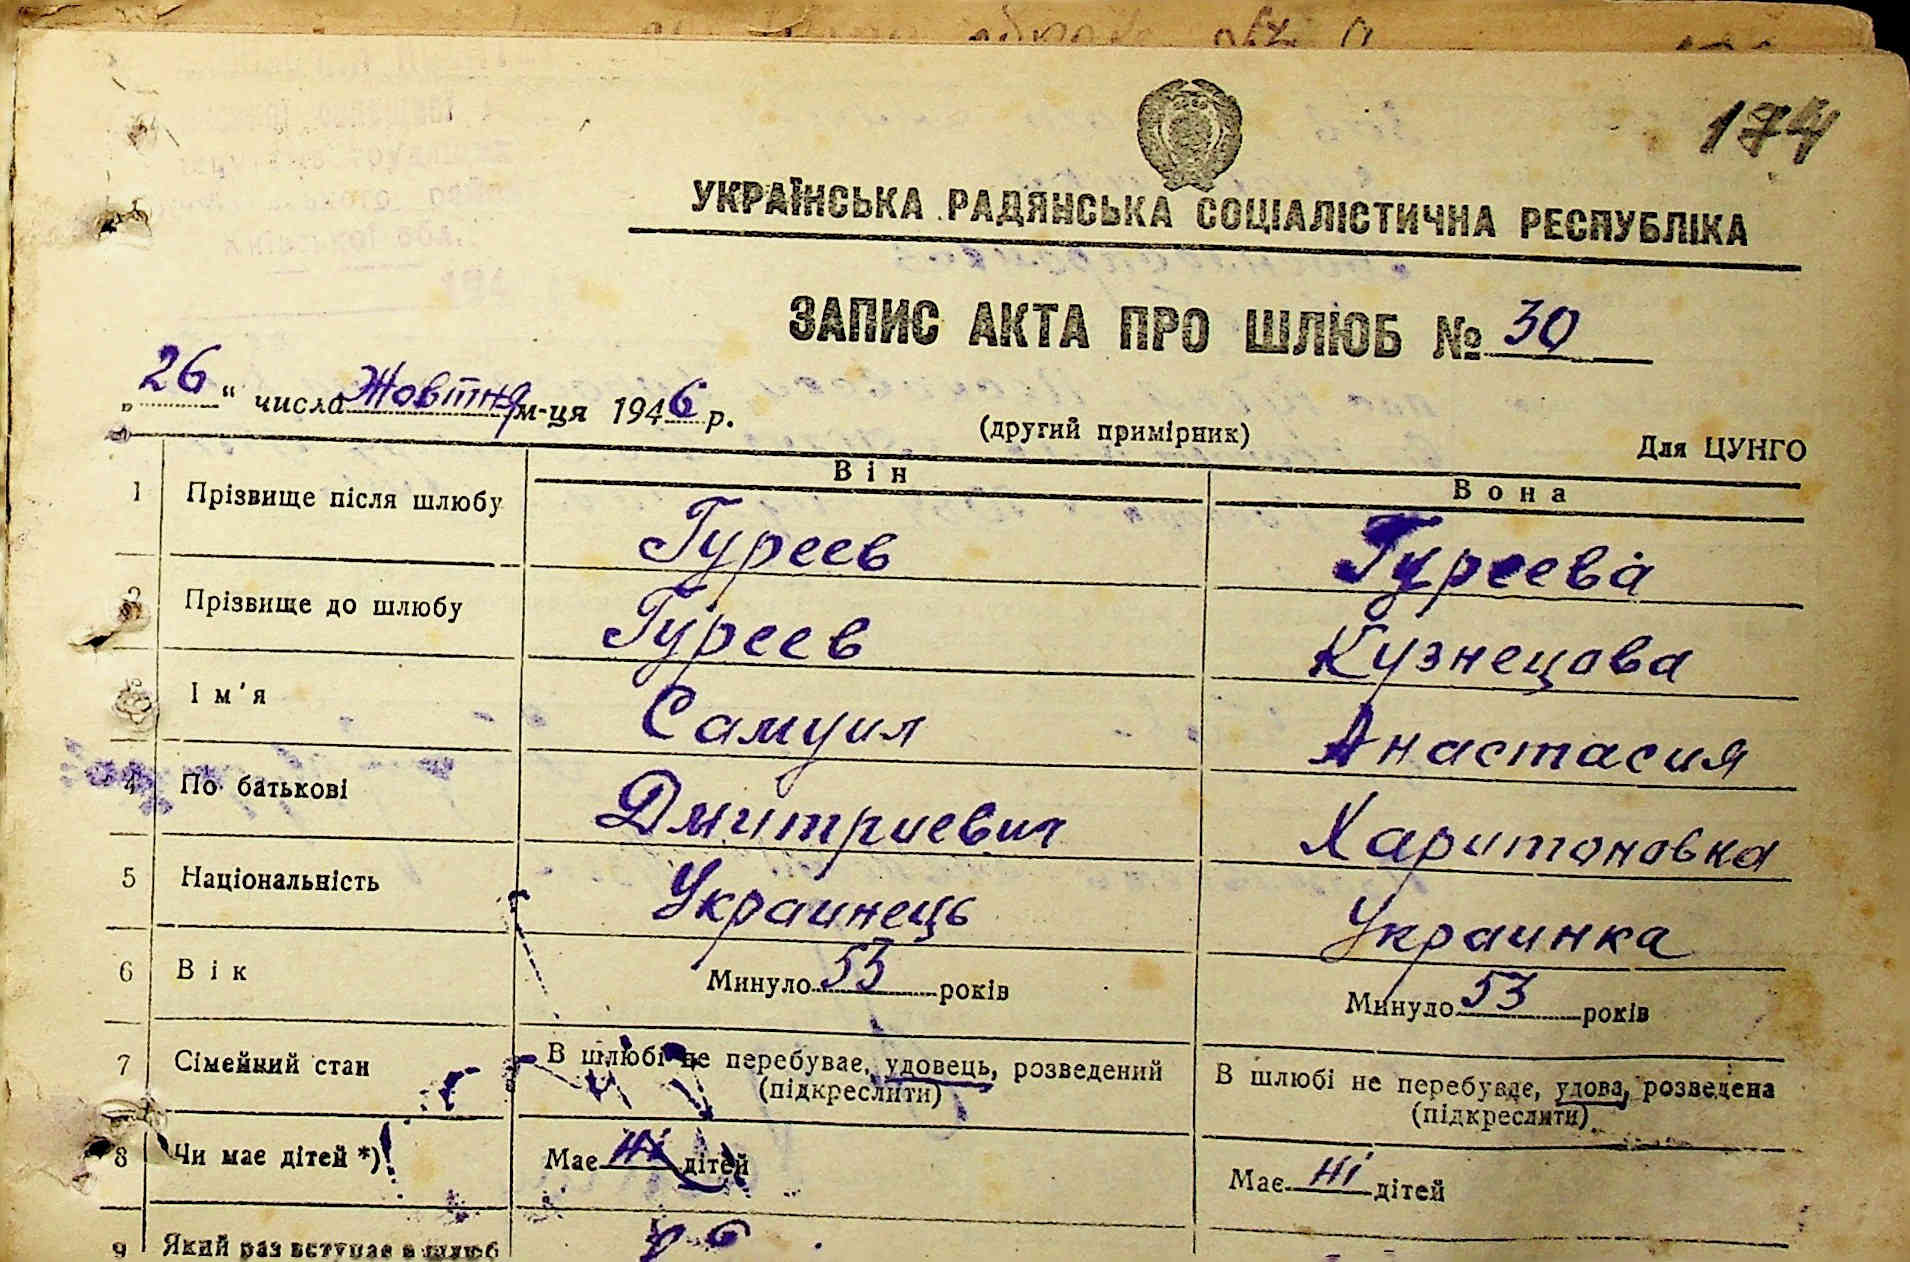 174
УКРАЇНСЬКА РАДЯНСЬКА СОЦІАЛІСТИЧНА РЕСПУБЛІКА
ЗАПИС АКТА ПРО ШЛЮБ № 30
„26“ числа Жовтня м-ця 1946 р.
(другий примірник)
Для ЦУНГО
Він Вона
1 Прізвище після шлюбу Гуреев Гуреева
2 Прізвище до шлюбу Гуреев Кузнецова
3 Ім'я Самуил Анастасия
4 По батькові Дмитриевич Харитоновка
5 Національність Украинець Украинка
6 Вік Минуло 53 років Минуло 53 років
7 Сімейний стан В шлюбі не перебуває, удовець, розведений (підкреслити) В шлюбі не перебуває, удова, розведена (підкреслити)
8 Чи має дітей *) Має ні дітей Має ні дітей
9 Який раз вступає в шлюб